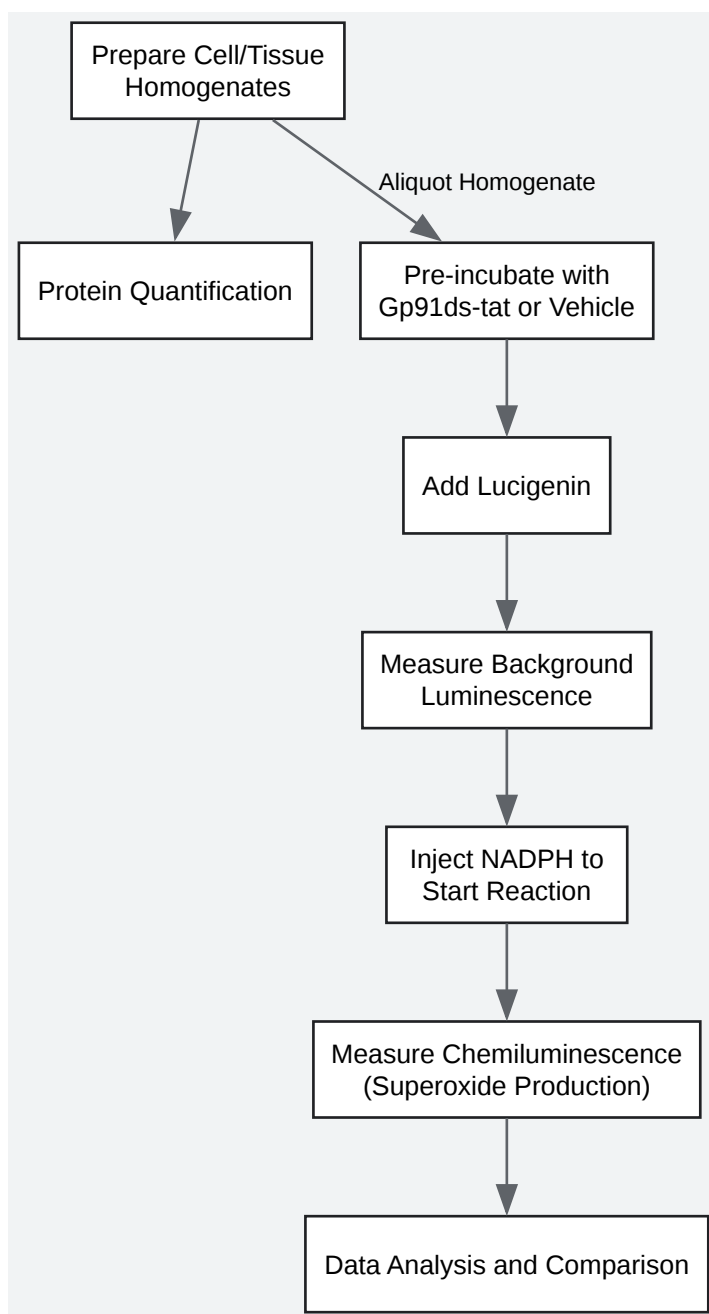 Prepare Cell/Tissue
Homogenates
Aliquot Homogenate
Protein Quantification
Pre-incubate with
Gp91ds-tat or Vehicle
Add Lucigenin
Measure Background
Luminescence
Inject NADPH to
Start Reaction
Measure Chemiluminescence
(Superoxide Production)
Data Analysis and Comparison